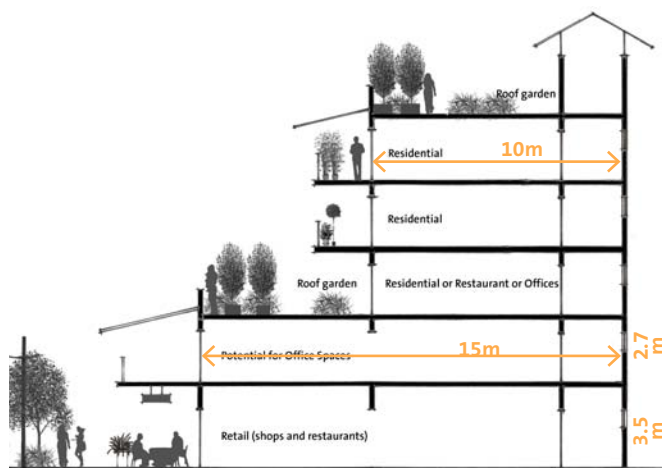 Roof garden
Residential
10m
Residential
Roof garden
Residential or Restaurant or Offices
Potential for Office Spaces
15m
2.7 m
Retail (shops and restaurants)
3.5 m